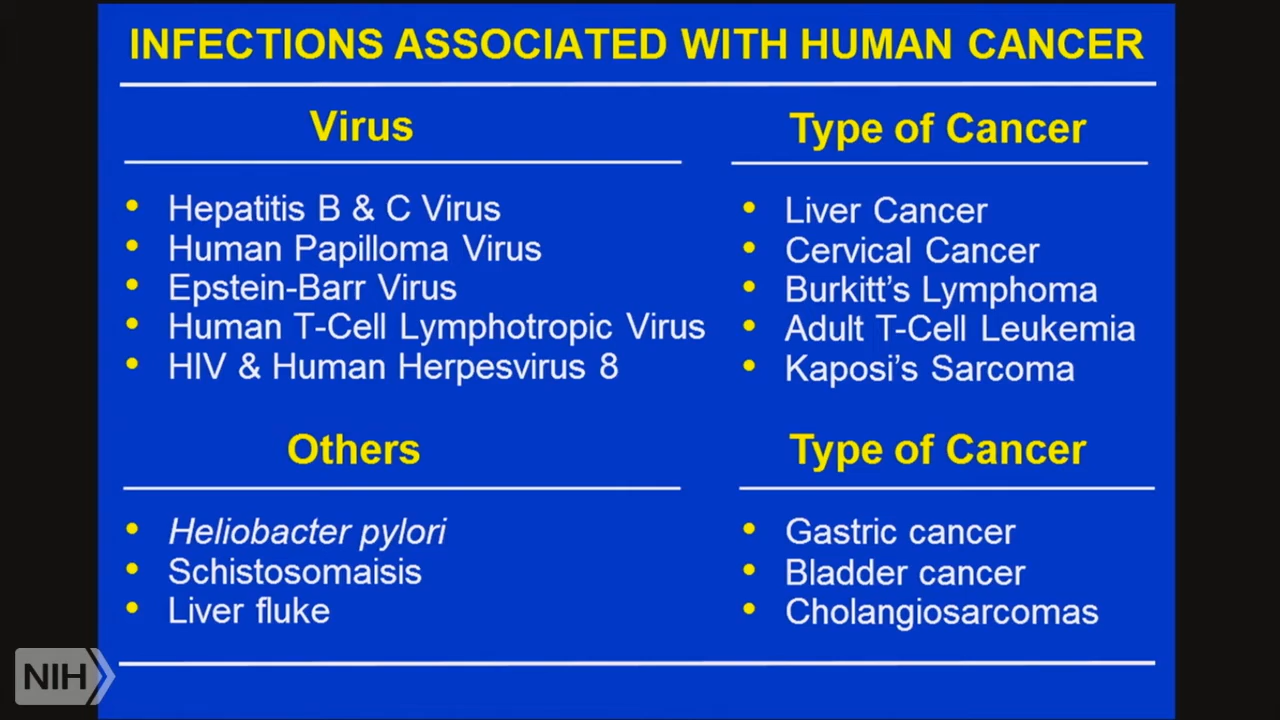 INFECTIONS ASSOCIATED WITH HUMAN CANCER
Virus
Type of Cancer
• Hepatitis B & C Virus
• Liver Cancer
• Human Papilloma Virus
• Cervical Cancer
• Epstein-Barr Virus
• Burkitt's Lymphoma
• Human T-Cell Lymphotropic Virus
• Adult T-Cell Leukemia
• HIV & Human Herpesvirus 8
• Kaposi's Sarcoma
Others
Type of Cancer
• Heliobacter pylori
• Gastric cancer
• Schistosomaisis
• Bladder cancer
• Liver fluke
• Cholangiosarcomas
NIH